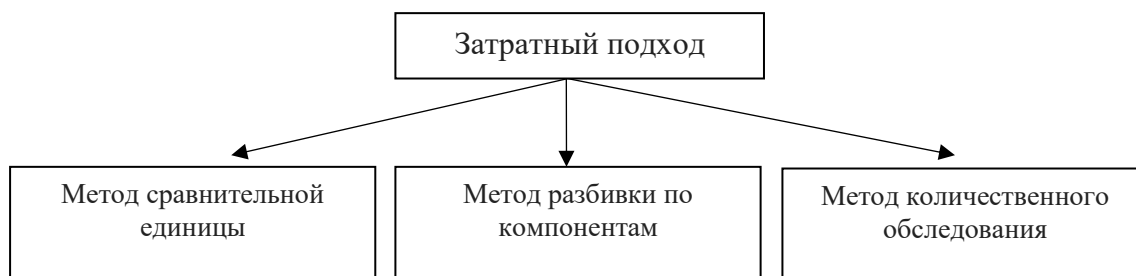 Затратный подход
Метод сравнительной
единицы
Метод разбивки по
компонентам
Метод количественного
обследования